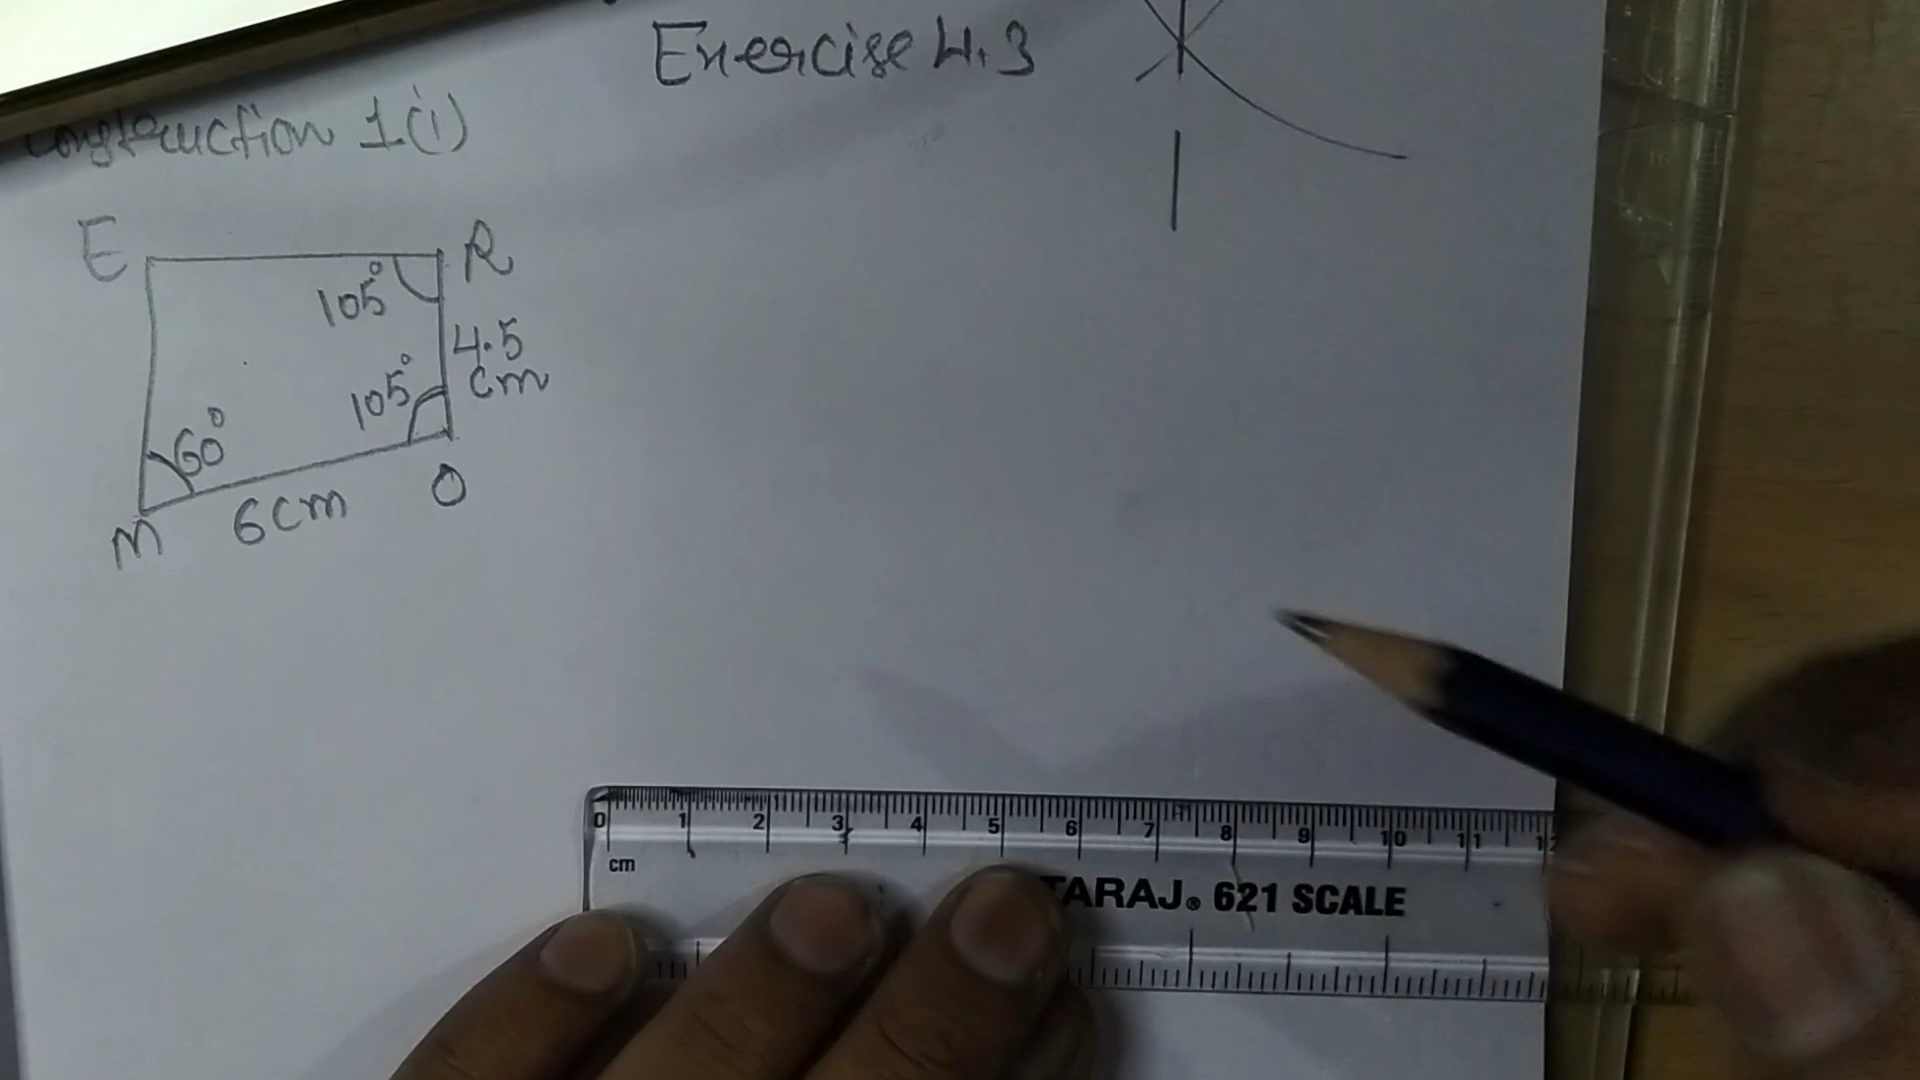 Exercise 4.3
Construction 1(i)
E
R
105°
4.5
cm
105°
60°
O
6cm
M
0 1 2 3 4 5 6 7 8 9 10 11 12
cm
TARAJ® 621 SCALE